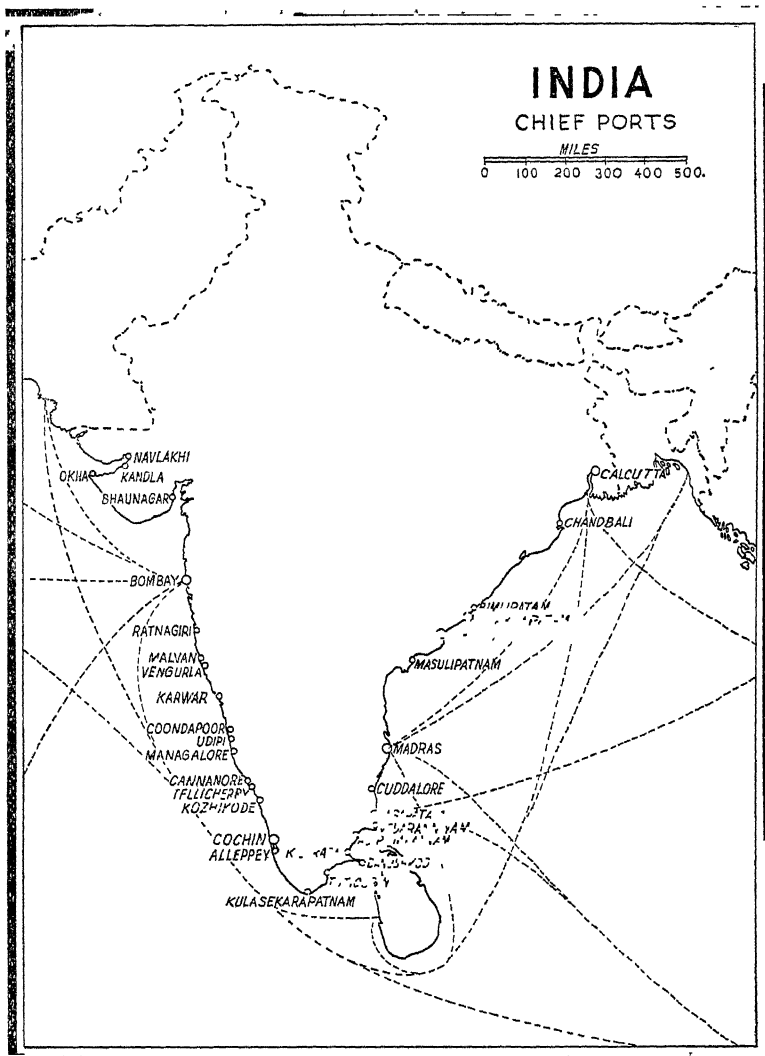 INDIA
CHIEF PORTS
MILES
0 100 200 300 400 500.
NAVLAKHI
OKHA
KANDLA
BHAUNAGAR
CALCUTTA
CHANDBALI
BOMBAY
RATNAGIRI
MALVAN
VENGURLA
MASULIPATNAM
KARWAR
COONDAPOOR
UDIPI
MANAGALORE
MADRAS
CANNANORE
TELLICHERRY
KOZHIKODE
CUDDALORE
COCHIN
ALLEPPEY
KULASEKARAPATNAM